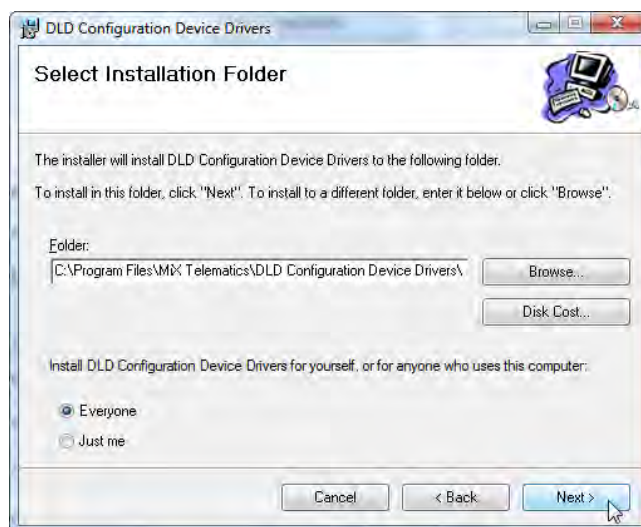 DLD Configuration Device Drivers
Select Installation Folder
The installer will install DLD Configuration Device Drivers to the following folder.
To install in this folder, click "Next". To install to a different folder, enter it below or click "Browse".
Folder:
C:\Program Files\MiX Telematics\DLD Configuration Device Drivers\
Browse...
Disk Cost...
Install DLD Configuration Device Drivers for yourself, or for anyone who uses this computer:
Everyone
Just me
Cancel
< Back
Next >